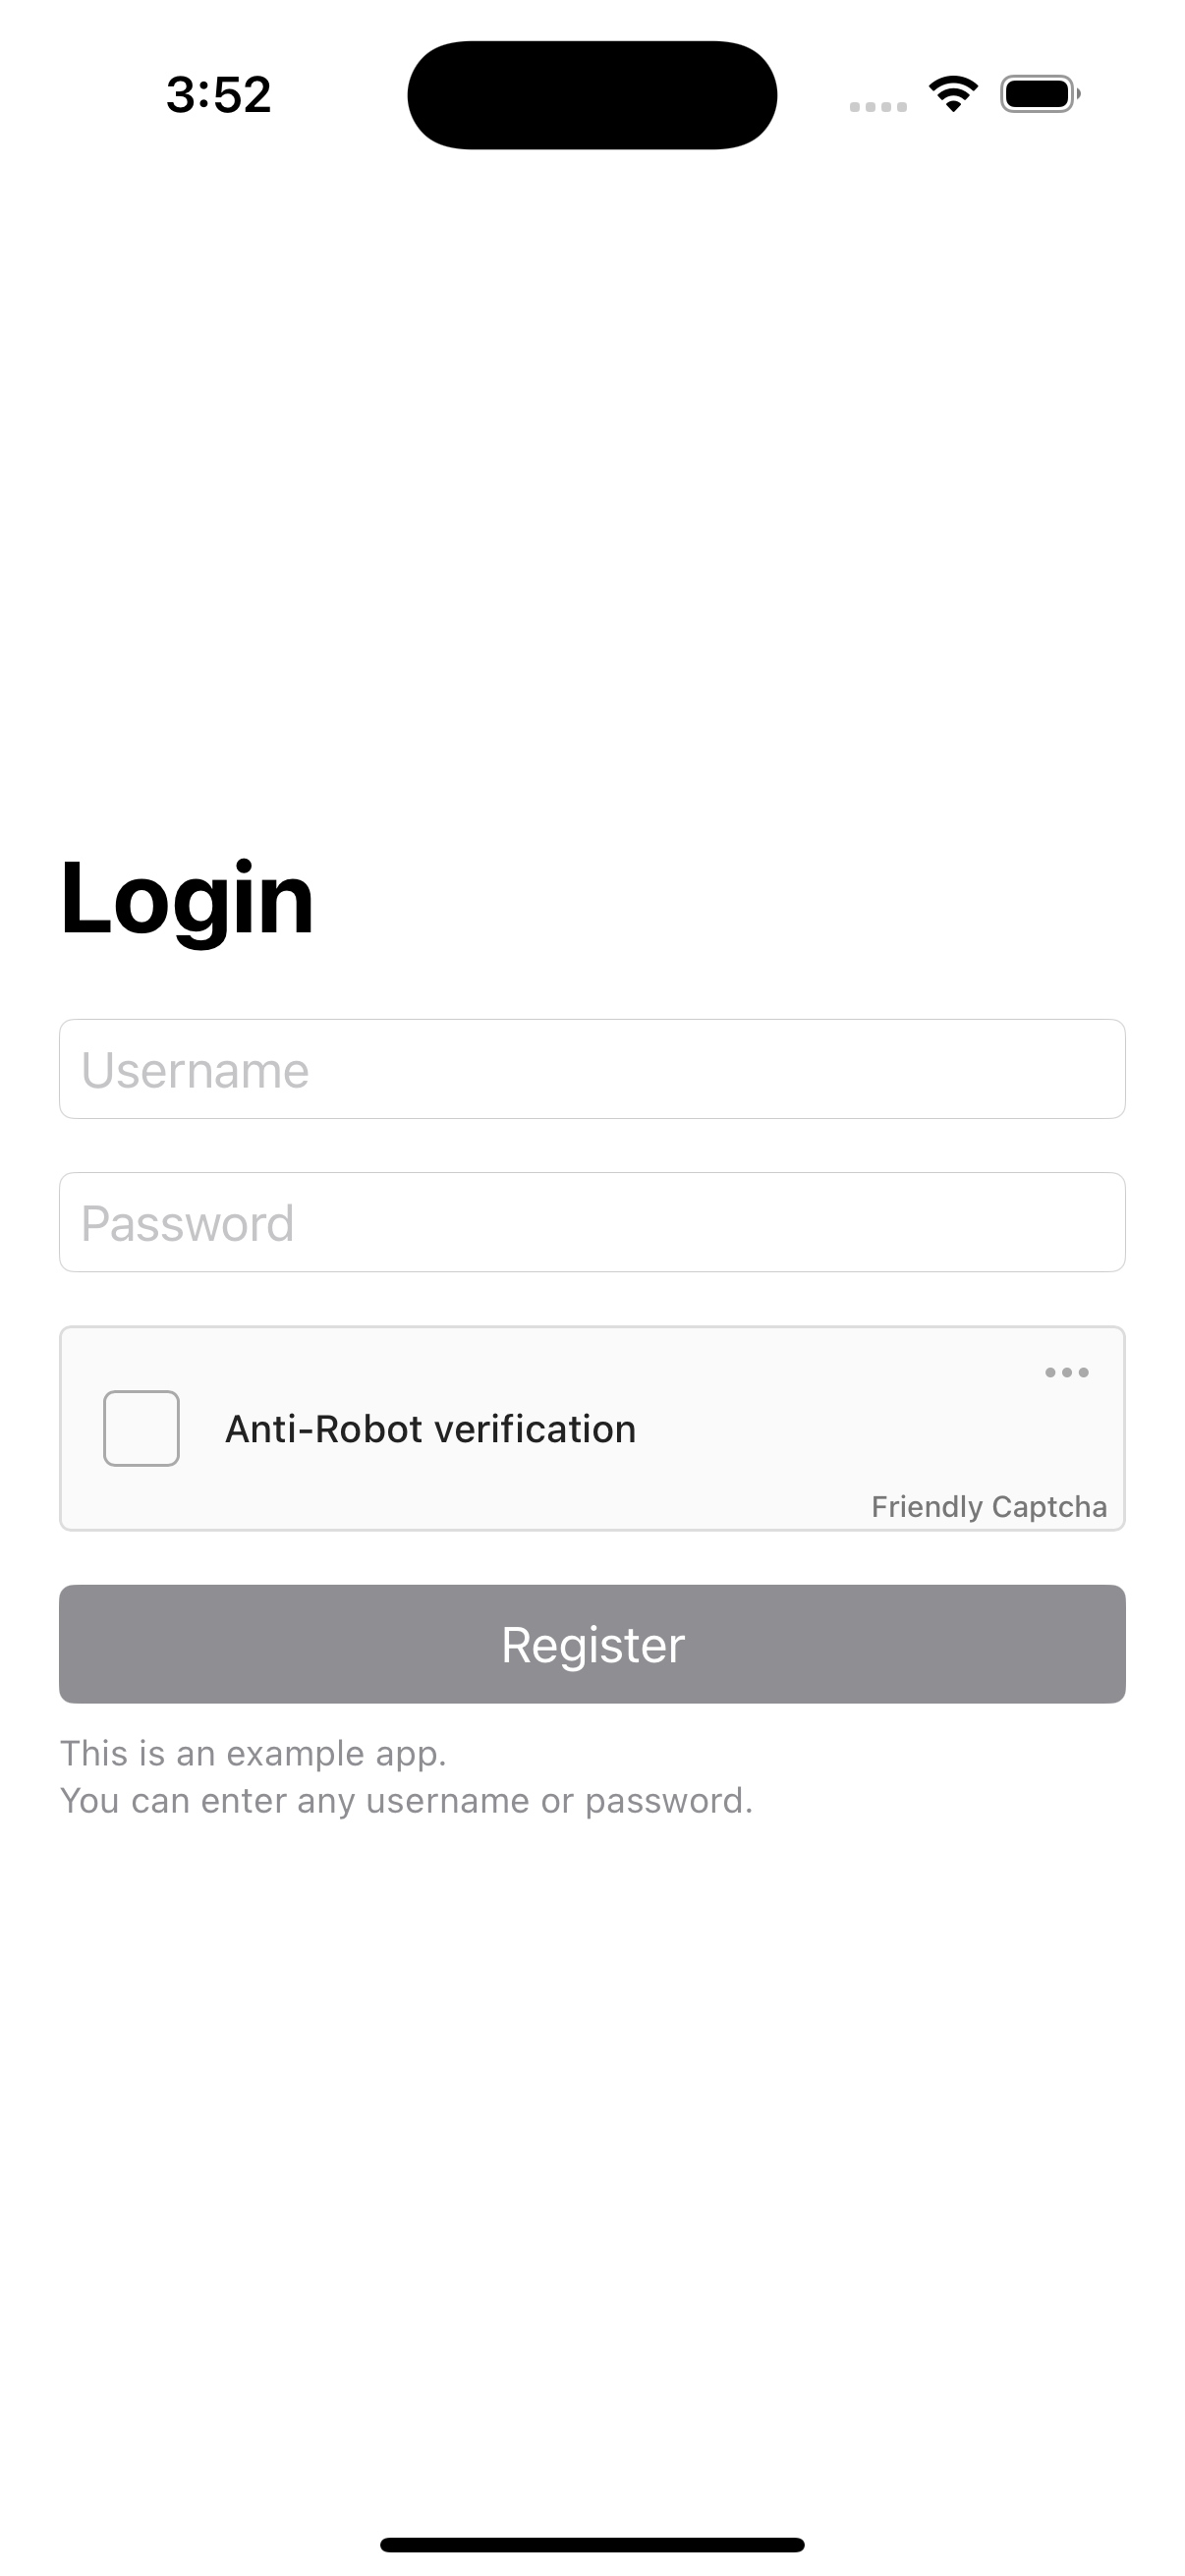 3:52
Login
Username
Password
Anti-Robot verification
Friendly Captcha
Register
This is an example app.
You can enter any username or password.